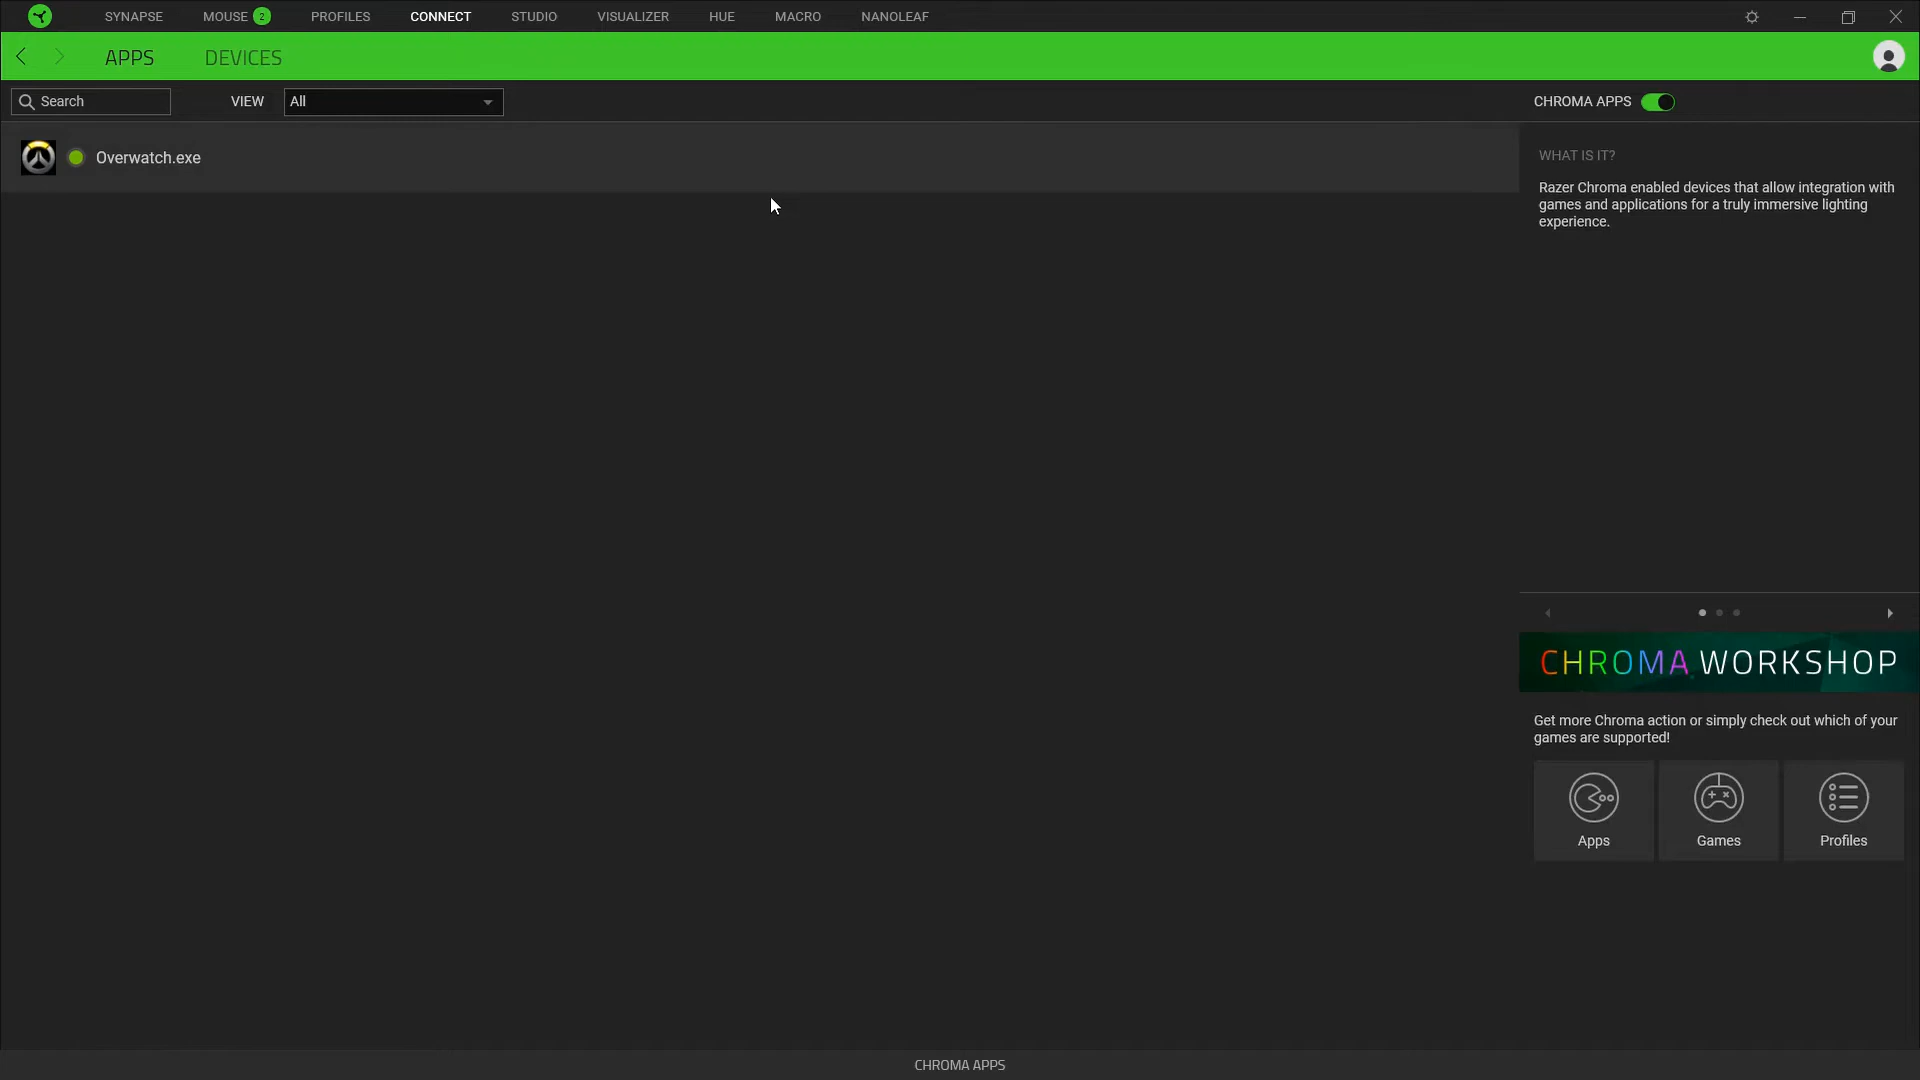 SYNAPSE MOUSE 2 PROFILES CONNECT STUDIO VISUALIZER HUE MACRO NANOLEAF
APPS DEVICES
Search VIEW All CHROMA APPS
Overwatch.exe
WHAT IS IT?
Razer Chroma enabled devices that allow integration with
games and applications for a truly immersive lighting
experience.
CHROMA WORKSHOP
Get more Chroma action or simply check out which of your
games are supported!
Apps Games Profiles
CHROMA APPS